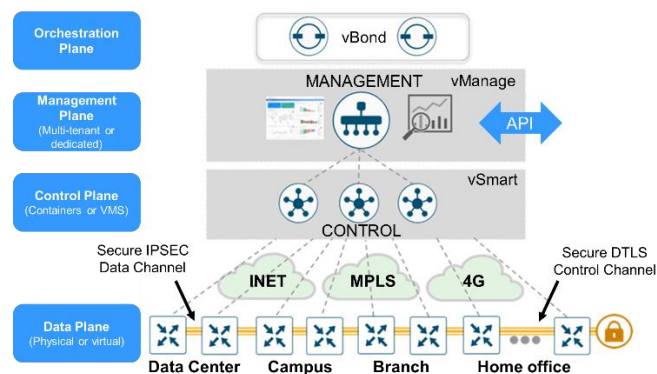 Orchestration
Plane
vBond
Management
Plane
(Multi-tenant or
dedicated)
MANAGEMENT
vManage
API
Control Plane
(Containers or VMS)
vSmart
CONTROL
Secure IPSEC
Data Channel
INET
MPLS
4G
Secure DTLS
Control Channel
Data Plane
(Physical or virtual)
Data Center
Campus
Branch
Home office